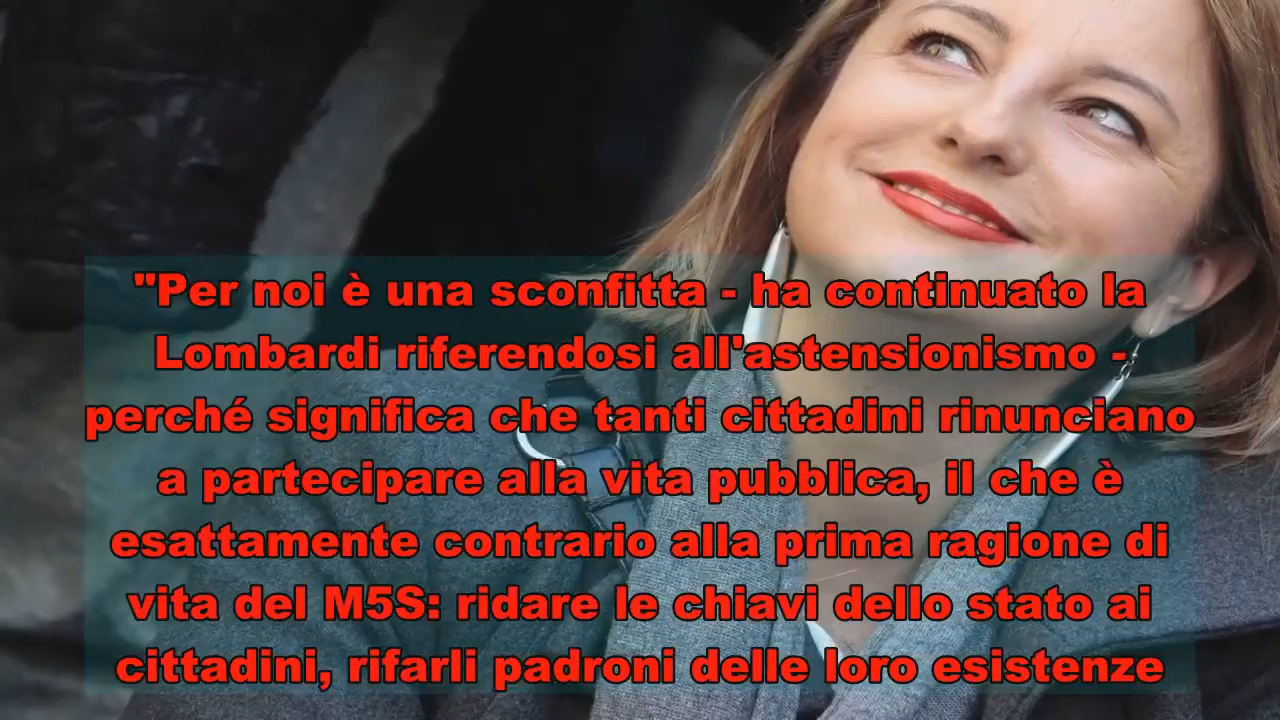 "Per noi è una sconfitta - ha continuato la
Lombardi riferendosi all'astensionismo -
perché significa che tanti cittadini rinunciano
a partecipare alla vita pubblica, il che è
esattamente contrario alla prima ragione di
vita del M5S: ridare le chiavi dello stato ai
cittadini, rifarli padroni delle loro esistenze